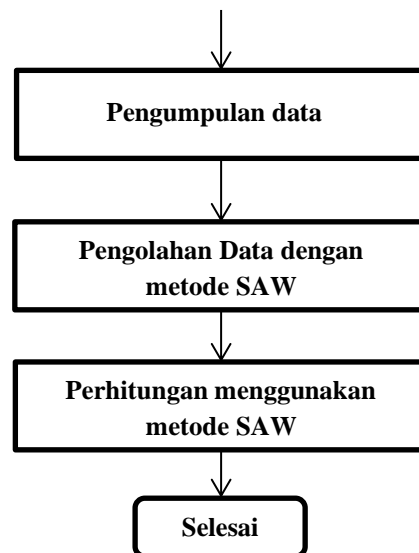 Pengumpulan data
Pengolahan Data dengan
metode SAW
Perhitungan menggunakan
metode SAW
Selesai